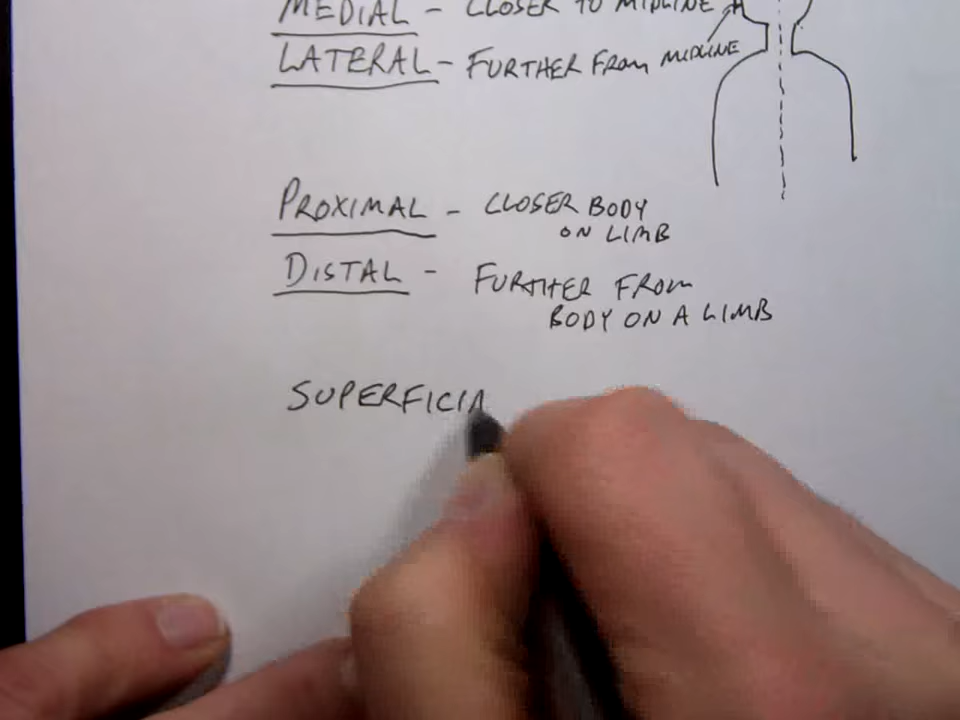 MEDIAL - CLOSER TO MIDLINE
LATERAL - FURTHER FROM MIDLINE
PROXIMAL - CLOSER BODY
ON LIMB
DISTAL - FURTHER FROM
BODY ON A LIMB
SUPERFICIA